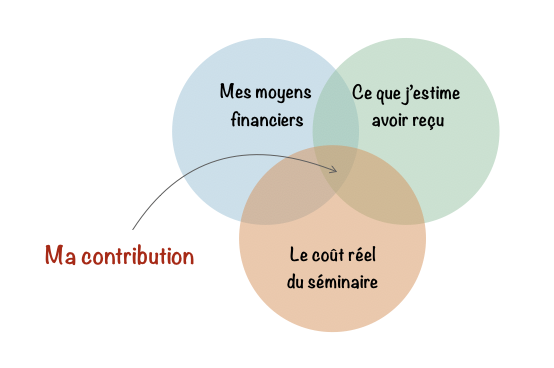 Mes moyens
financiers
Ce que j'estime
avoir reçu
Ma contribution
Le coût réel
du séminaire